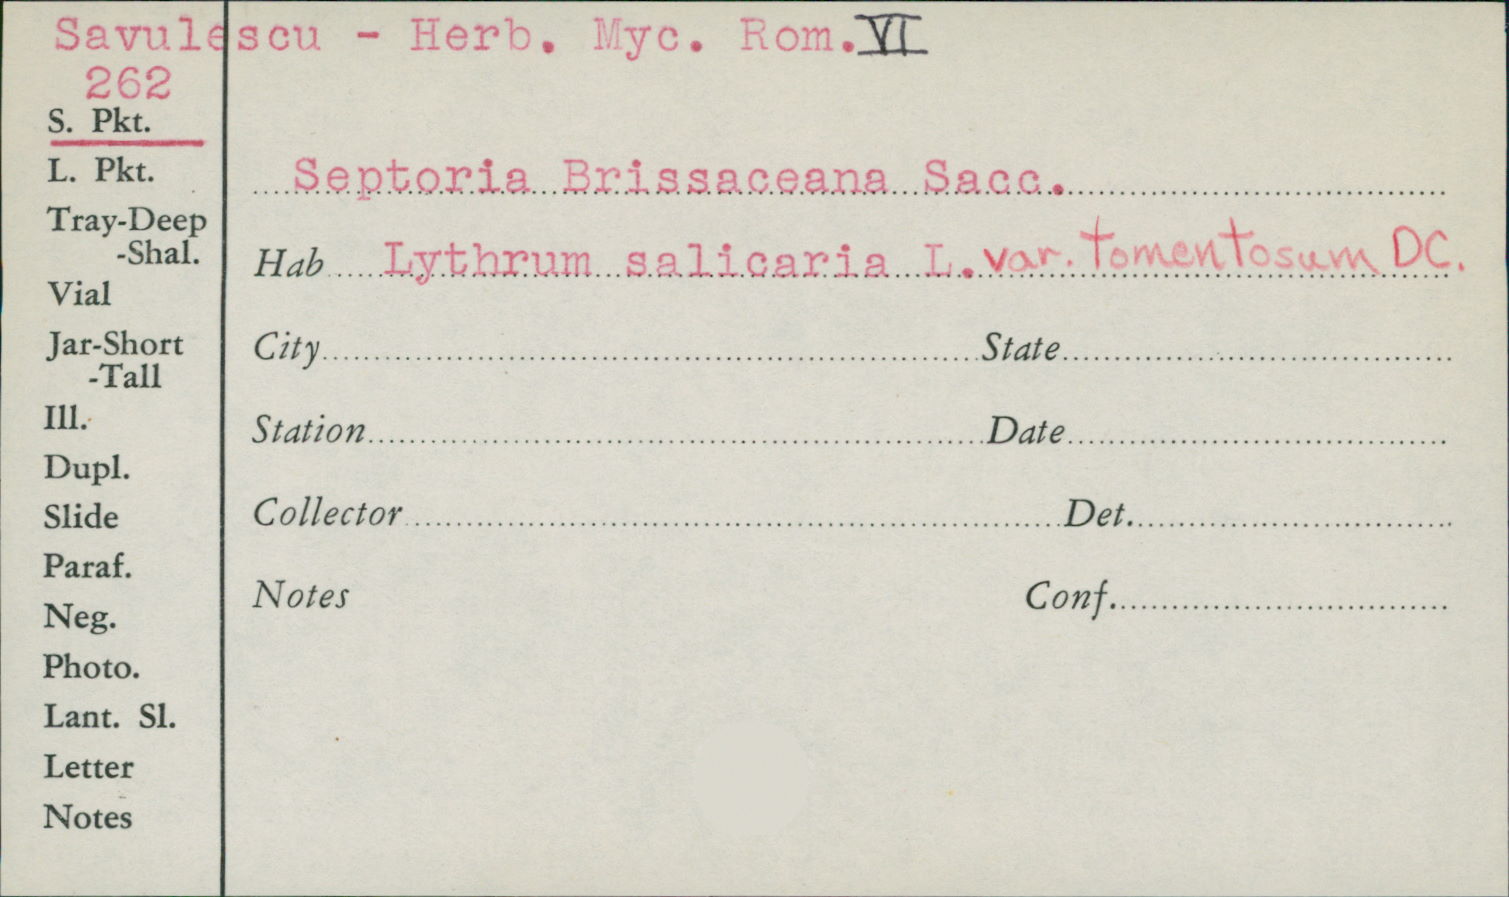 Savulescu - Herb. Myc. Rom. VI
262
S. Pkt.
L. Pkt.
Tray-Deep
-Shal.
Vial
Jar-Short
-Tall
Ill.
Dupl.
Slide
Paraf.
Neg.
Photo.
Lant. Sl.
Letter
Notes
Septoria Brissaceana Sacc.
Hab Lythrum salicaria L. var. tomentosum DC.
City State
Station Date
Collector Det.
Notes Conf.